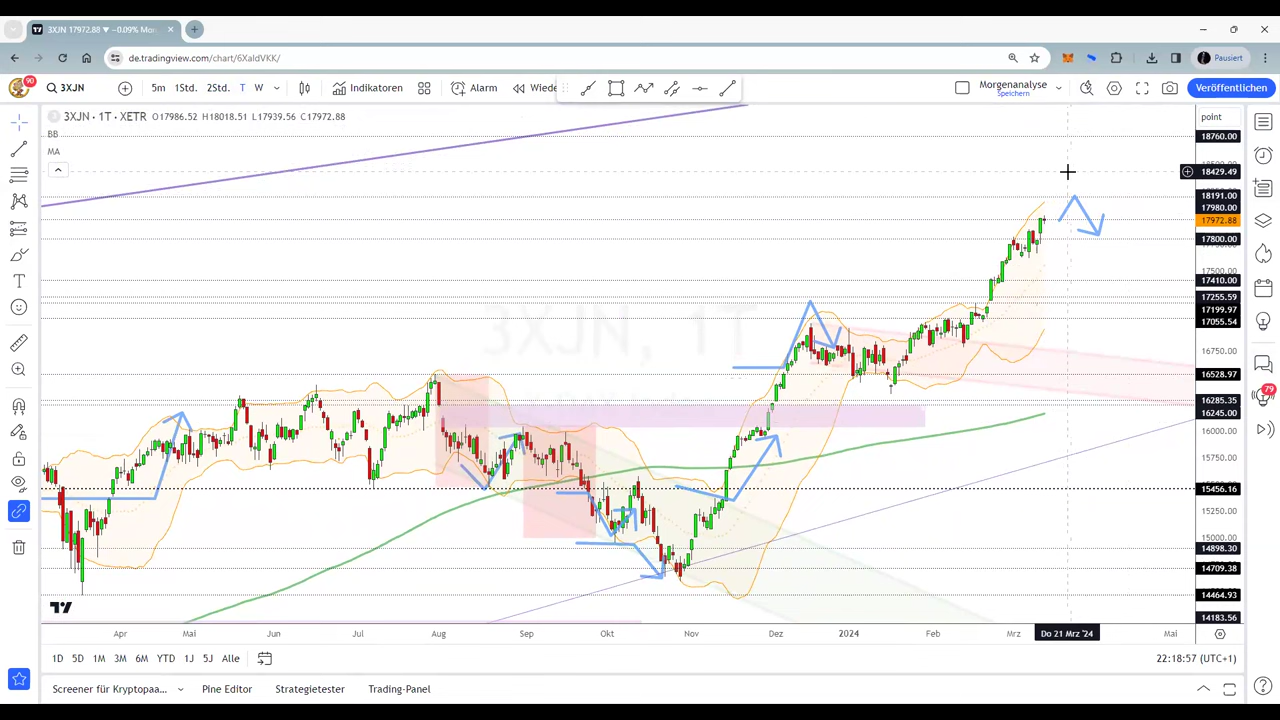 3XJN 17972.88 ▼ −0.09% Mo
de.tradingview.com/chart/6XaldVKK/
Pausiert
90
3XJN
5m 1Std. 2Std. T W
Indikatoren
Alarm
Wiede
Morgenanalyse
Speichern
Veröffentlichen
3XJN · 1T · XETR O17986.52 H18018.51 L17939.56 C17972.88
BB
MA
3XJN, 1T
point
18760.00
18429.49
18191.00
17980.00
17972.88
17800.00
17500.00
17410.00
17255.59
17199.97
17055.54
16750.00
16528.97
16285.35
16245.00
16000.00
15750.00
15456.16
15250.00
15000.00
14898.30
14709.38
14464.93
14183.56
79
Apr Mai Jun Jul Aug Sep Okt Nov Dez 2024 Feb Mrz Do 21 Mrz '24 Mai
1D 5D 1M 3M 6M YTD 1J 5J Alle
22:18:57 (UTC+1)
Screener für Kryptopaa... Pine Editor Strategietester Trading-Panel